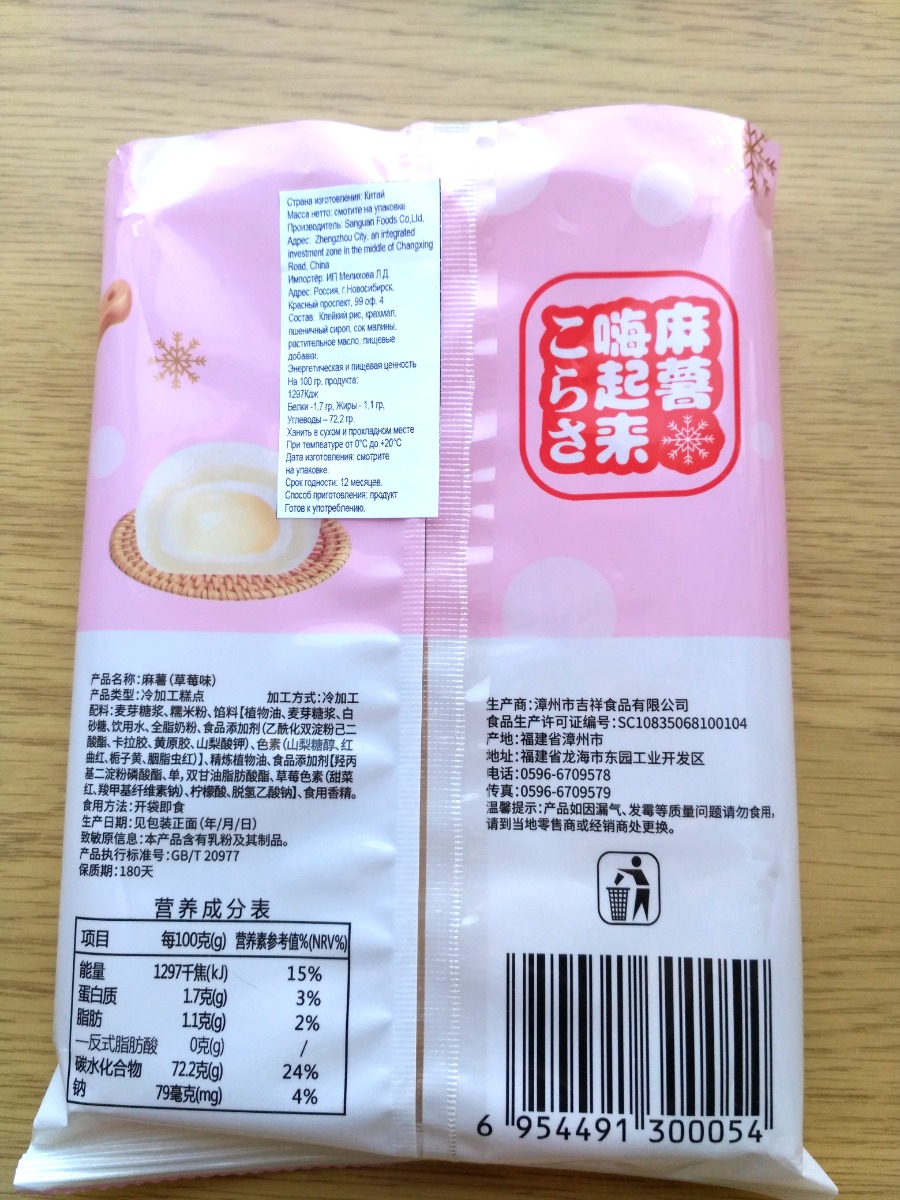 Страна изготовления: Китай
Масса нетто: смотите на упаковке
Производитель: Sanguan Foods Co,Ltd,
Адрес: Zhengzhou City, an integrated
investment zone in the middle of Changxing
Road, China
Импортёр: ИП Мелихова Л.Д.
Адрес: Россия, г.Новосибирск,
Красный проспект, 99 оф. 4
Состав: Клейкий рис, крахмал,
пшеничный сироп, сок малины,
растительное масло, пищевые
добавки.
Энергетическая и пищевая ценность
На 100 гр. продукта:
1297Кдж
Белки -1,7 гр, Жиры - 1,1 гр,
Углеводы – 72,2 гр.
Ханить в сухом и прохладном месте
При темпеатуре от 0°С до +20°С
Дата изготовления: смотрите
на упаковке.
Срок годности: 12 месяцев.
Способ приготовления: продукт
Готов к употреблению.
麻薯
嗨起来
こらさ
产品名称:麻薯(草莓味)
产品类型:冷加工糕点 加工方式:冷加工
配料:麦芽糖浆、糯米粉、馅料【植物油、麦芽糖浆、白
砂糖、饮用水、全脂奶粉、食品添加剂(乙酰化双淀粉己二
酸酯、卡拉胶、黄原胶、山梨酸钾)、色素(山梨糖醇、红
曲红、栀子黄、胭脂虫红)】、精炼植物油、食品添加剂【羟丙
基二淀粉磷酸酯、单,双甘油脂肪酸酯、草莓色素(甜菜
红、羧甲基纤维素钠)、柠檬酸、脱氢乙酸钠】、食用香精。
食用方法:开袋即食
生产日期:见包装正面(年/月/日)
致敏原信息:本产品含有乳粉及其制品。
产品执行标准号:GB/T 20977
保质期:180天
营养成分表
项目 每100克(g) 营养素参考值%(NRV%)
能量 1297千焦(kJ) 15%
蛋白质 1.7克(g) 3%
脂肪 1.1克(g) 2%
一反式脂肪酸 0克(g) /
碳水化合物 72.2克(g) 24%
钠 79毫克(mg) 4%
生产商:漳州市吉祥食品有限公司
食品生产许可证编号:SC10835068100104
产地:福建省漳州市
地址:福建省龙海市东园工业开发区
电话:0596-6709578
传真:0596-6709579
温馨提示:产品如因漏气、发霉等质量问题请勿食用,
请到当地零售商或经销商处更换。
6 954491 300054